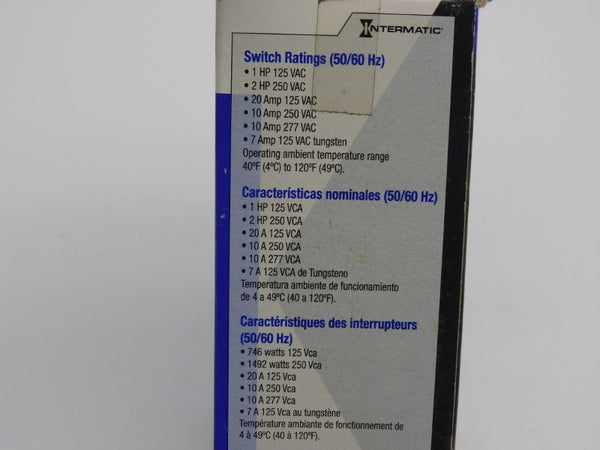 INTERMATIC
Switch Ratings (50/60 Hz)
• 1 HP 125 VAC
• 2 HP 250 VAC
• 20 Amp 125 VAC
• 10 Amp 250 VAC
• 10 Amp 277 VAC
• 7 Amp 125 VAC tungsten
Operating ambient temperature range
40°F (4°C) to 120°F (49°C).
Características nominales (50/60 Hz)
• 1 HP 125 VCA
• 2 HP 250 VCA
• 20 A 125 VCA
• 10 A 250 VCA
• 10 A 277 VCA
• 7 A 125 VCA de Tungsteno
Temperatura ambiente de funcionamiento
de 4 a 49°C (40 a 120°F).
Caractéristiques des interrupteurs
(50/60 Hz)
• 746 watts 125 Vca
• 1492 watts 250 Vca
• 20 A 125 Vca
• 10 A 250 Vca
• 10 A 277 Vca
• 7 A 125 Vca au tungstène
Température ambiante de fonctionnement de
4 à 49°C (40 à 120°F).